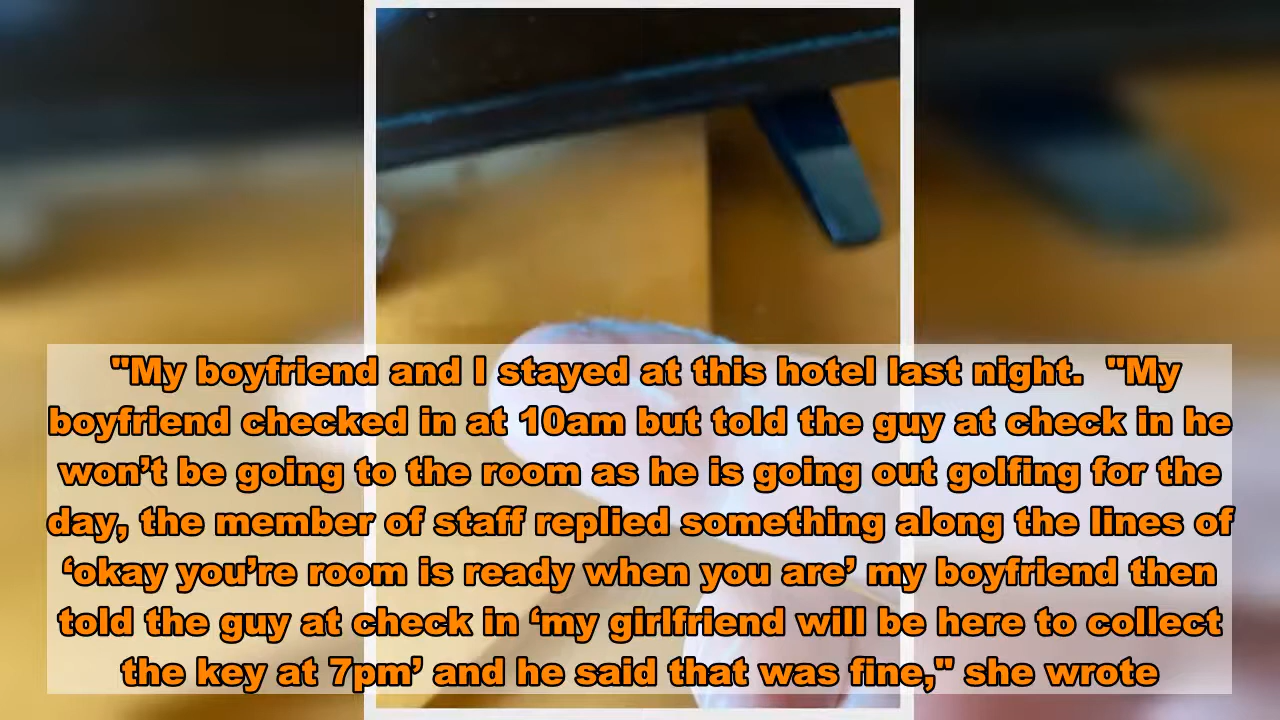 "My boyfriend and I stayed at this hotel last night.  "My
boyfriend checked in at 10am but told the guy at check in he
won’t be going to the room as he is going out golfing for the
day, the member of staff replied something along the lines of
‘okay you’re room is ready when you are’ my boyfriend then
told the guy at check in ‘my girlfriend will be here to collect
the key at 7pm’ and he said that was fine," she wrote